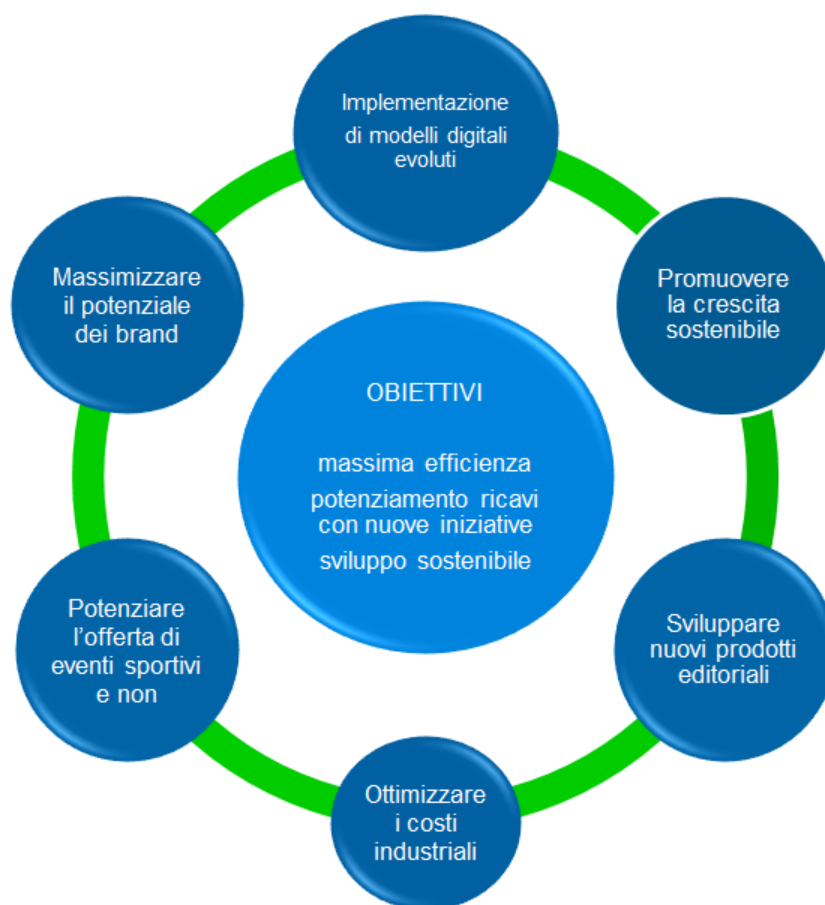 Implementazione
di modelli digitali
evoluti
Promuovere
la crescita
sostenibile
Sviluppare
nuovi prodotti
editoriali
Ottimizzare
i costi
industriali
Potenziare
l’offerta di
eventi sportivi
e non
Massimizzare
il potenziale
dei brand
OBIETTIVI
massima efficienza
potenziamento ricavi
con nuove iniziative
sviluppo sostenibile